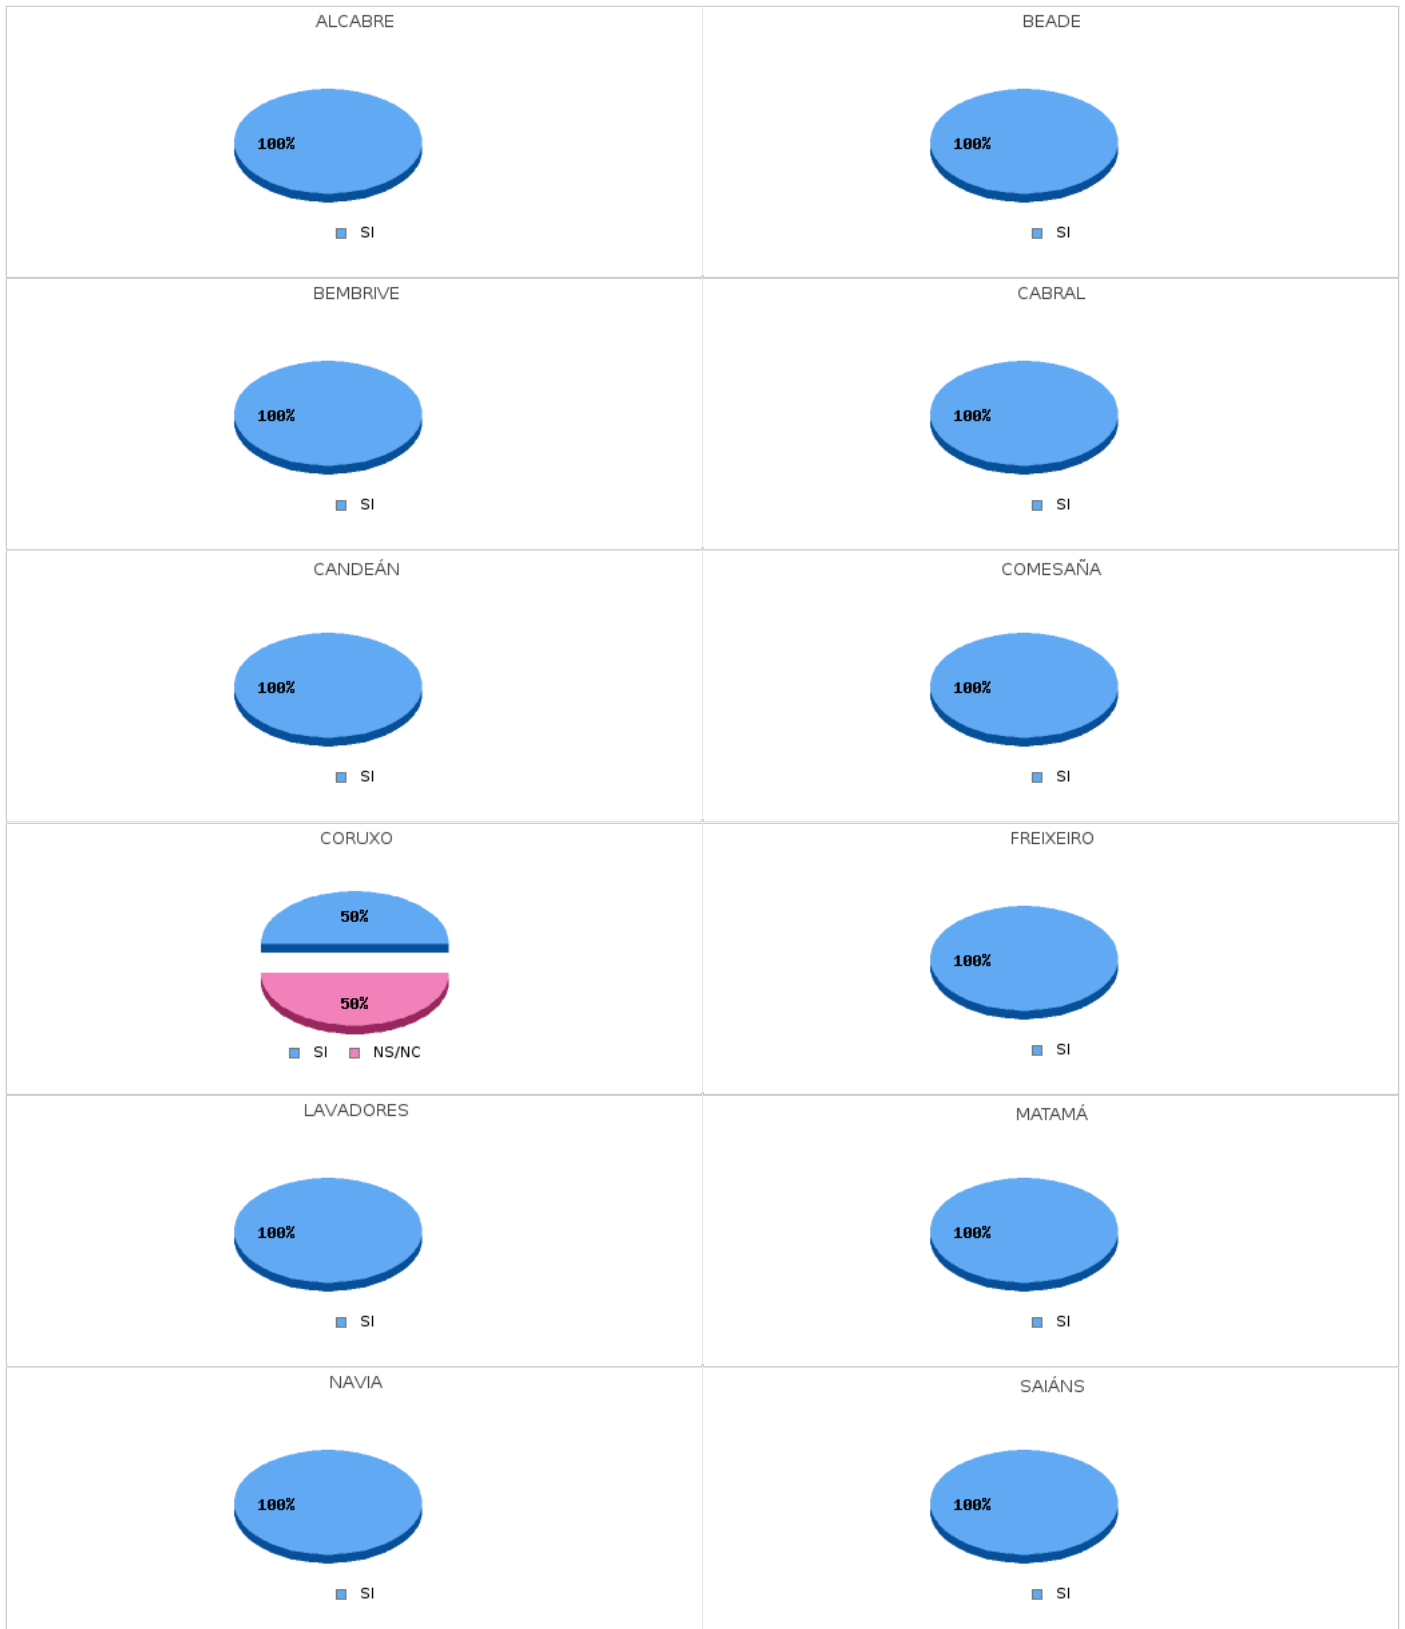 ALCABRE
100%
SI
BEADE
100%
SI
BEMBRIVE
100%
SI
CABRAL
100%
SI
CANDEÁN
100%
SI
COMESAÑA
100%
SI
CORUXO
50%
50%
SI NS/NC
FREIXEIRO
100%
SI
LAVADORES
100%
SI
MATAMÁ
100%
SI
NAVIA
100%
SI
SAIÁNS
100%
SI